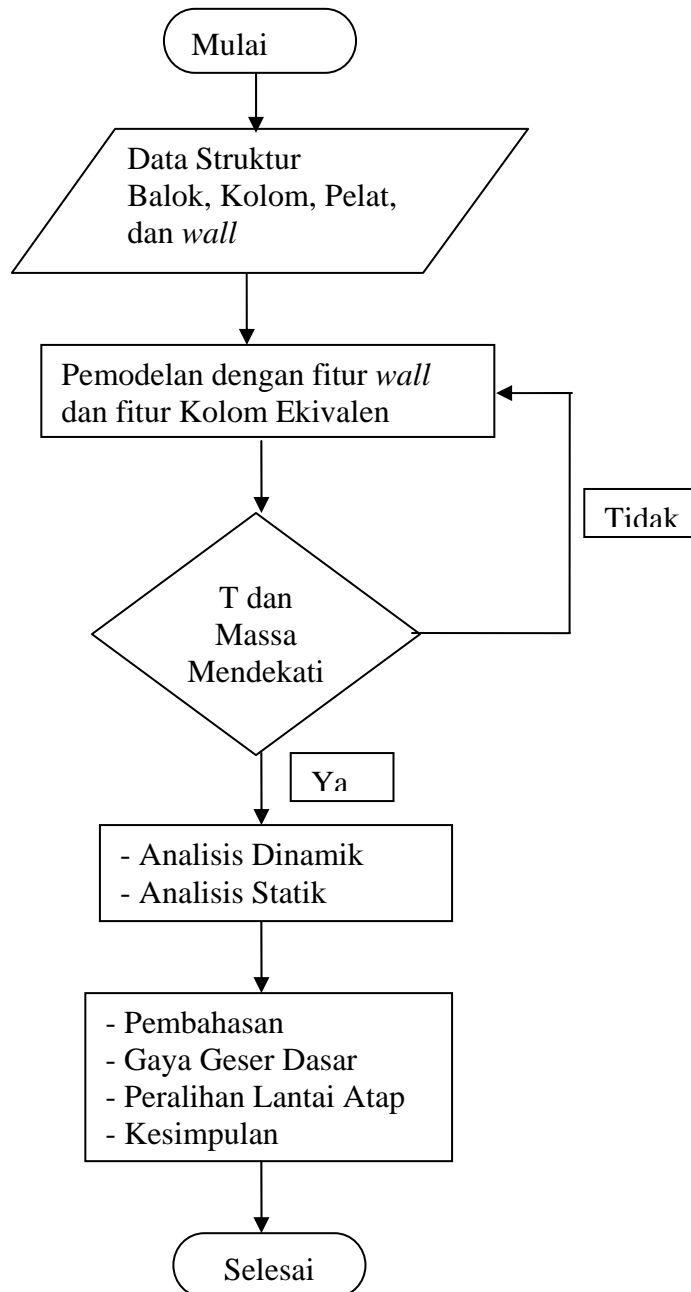 Mulai
Data Struktur
Balok, Kolom, Pelat,
dan wall
Pemodelan dengan fitur wall
dan fitur Kolom Ekivalen
Tidak
T dan
Massa
Mendekati
Ya
- Analisis Dinamik
- Analisis Statik
- Pembahasan
- Gaya Geser Dasar
- Peralihan Lantai Atap
- Kesimpulan
Selesai